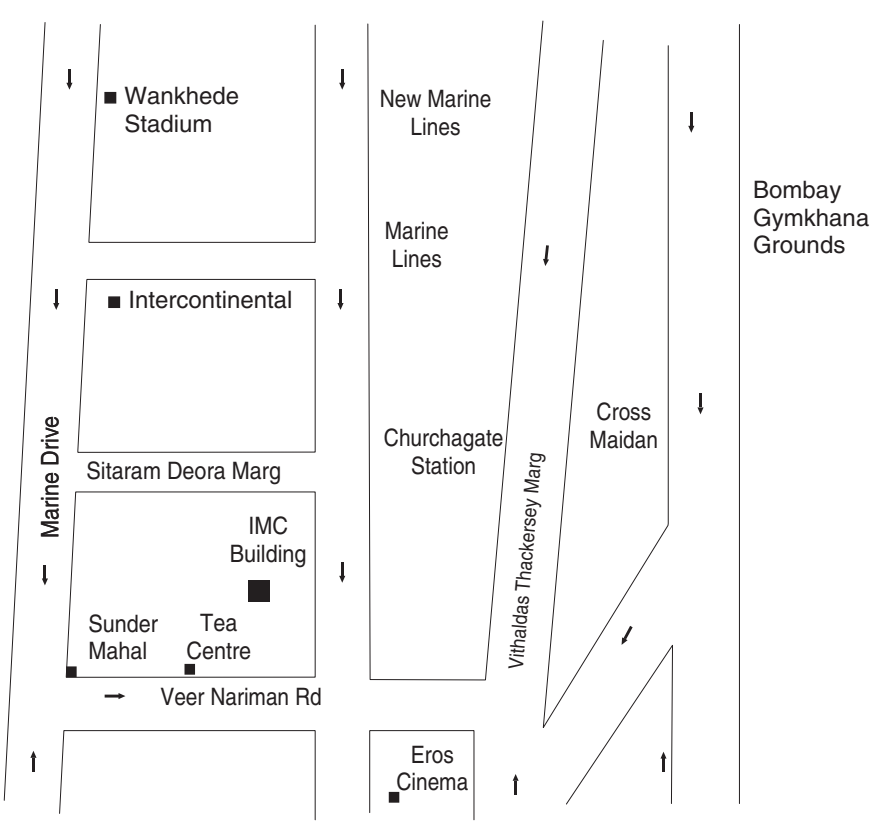 Wankhede
Stadium
New Marine
Lines
Bombay
Gymkhana
Grounds
Marine
Lines
Intercontinental
Marine Drive
Cross
Maidan
Churchagate
Station
Sitaram Deora Marg
Vithaldas Thackersey Marg
IMC
Building
Sunder
Mahal
Tea
Centre
Veer Nariman Rd
Eros
Cinema